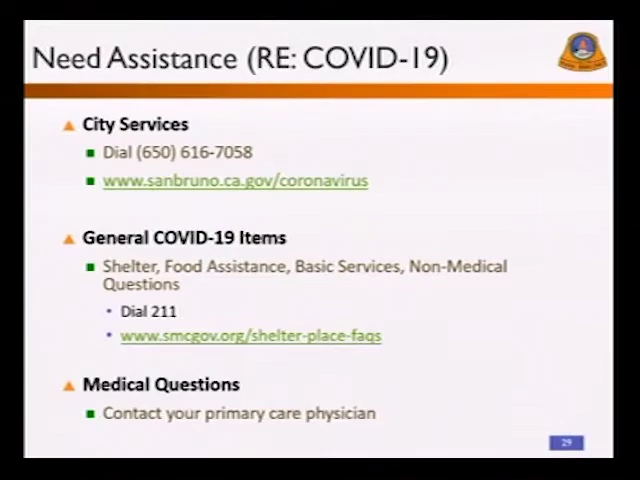 Need Assistance (RE: COVID-19)
City Services
Dial (650) 616-7058
www.sanbruno.ca.gov/coronavirus
General COVID-19 Items
Shelter, Food Assistance, Basic Services, Non-Medical
Questions
Dial 211
www.smcgov.org/shelter-place-faqs
Medical Questions
Contact your primary care physician
29